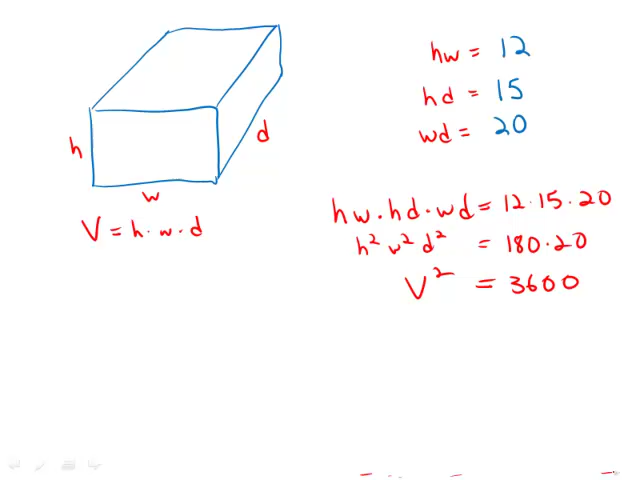 h
w
d
V = h · w · d
hw = 12
hd = 15
wd = 20
hw · hd · wd = 12 · 15 · 20
h² w² d² = 180 · 20
V² = 3600